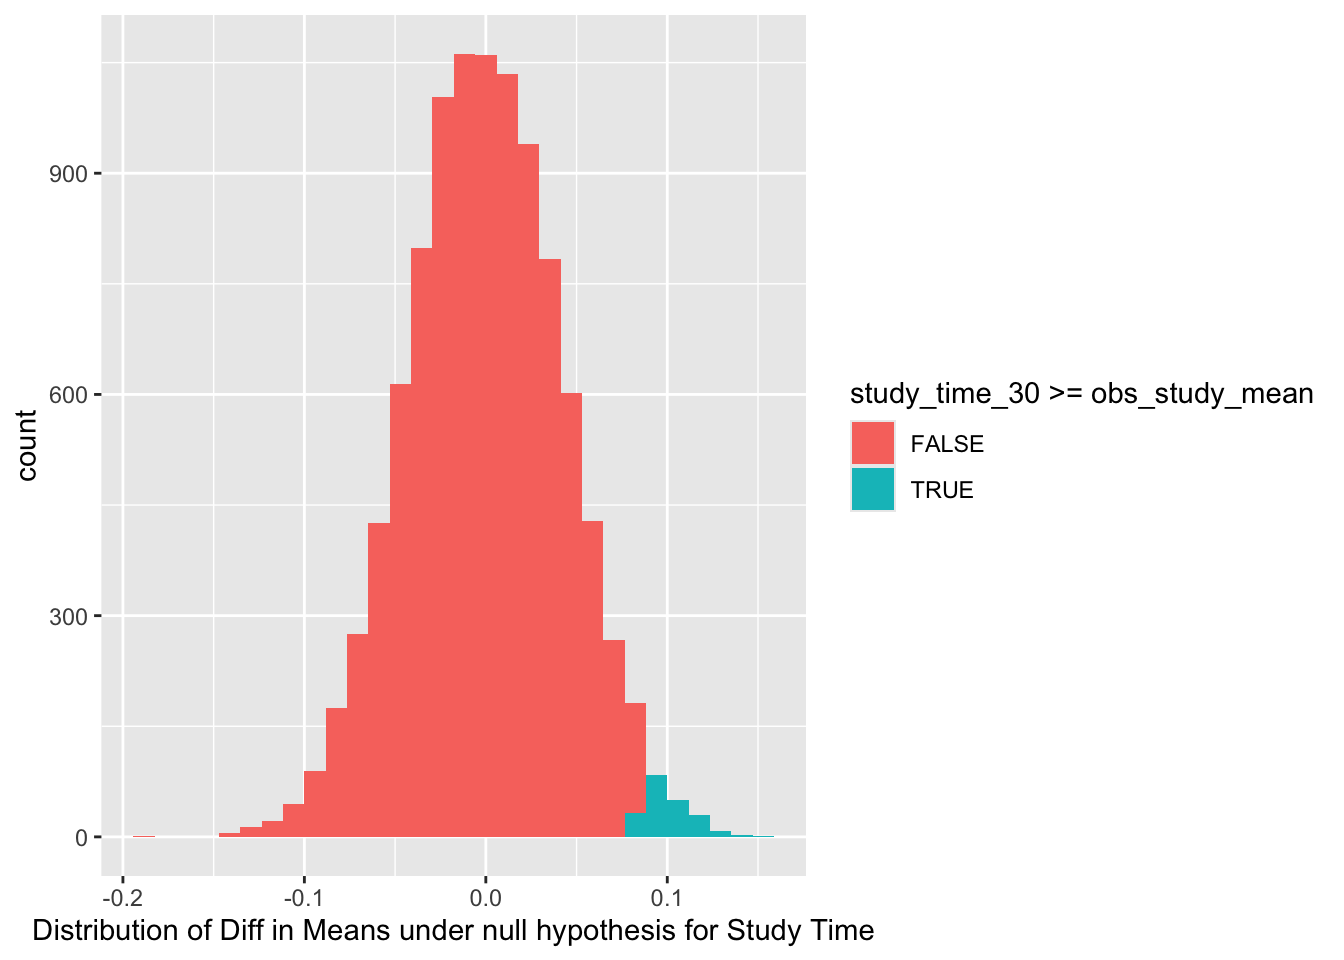 900
600
300
0
count
-0.2
-0.1
0.0
0.1
Distribution of Diff in Means under null hypothesis for Study Time
study_time_30 >= obs_study_mean
FALSE
TRUE